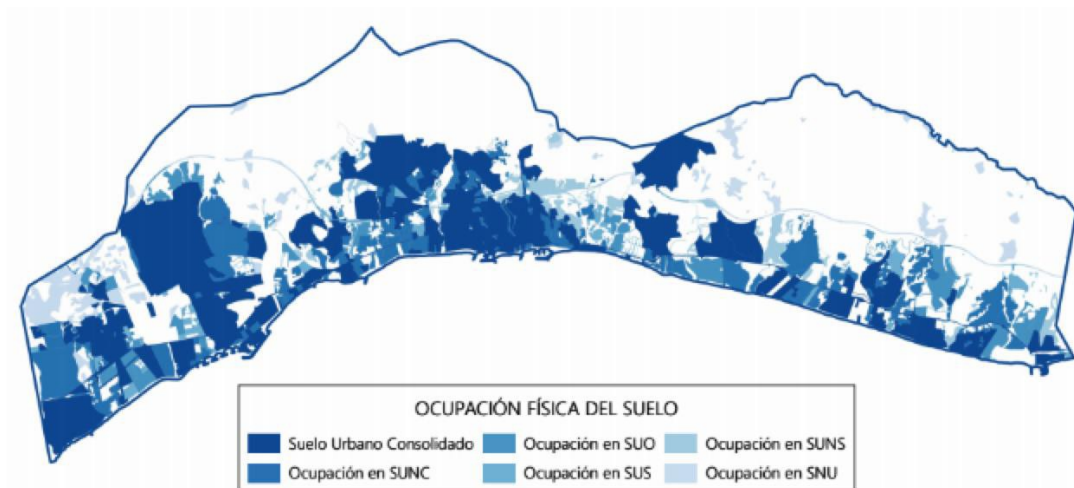 OCUPACIÓN FÍSICA DEL SUELO
Suelo Urbano Consolidado
Ocupación en SUO
Ocupación en SUNS
Ocupación en SUNC
Ocupación en SUS
Ocupación en SNU